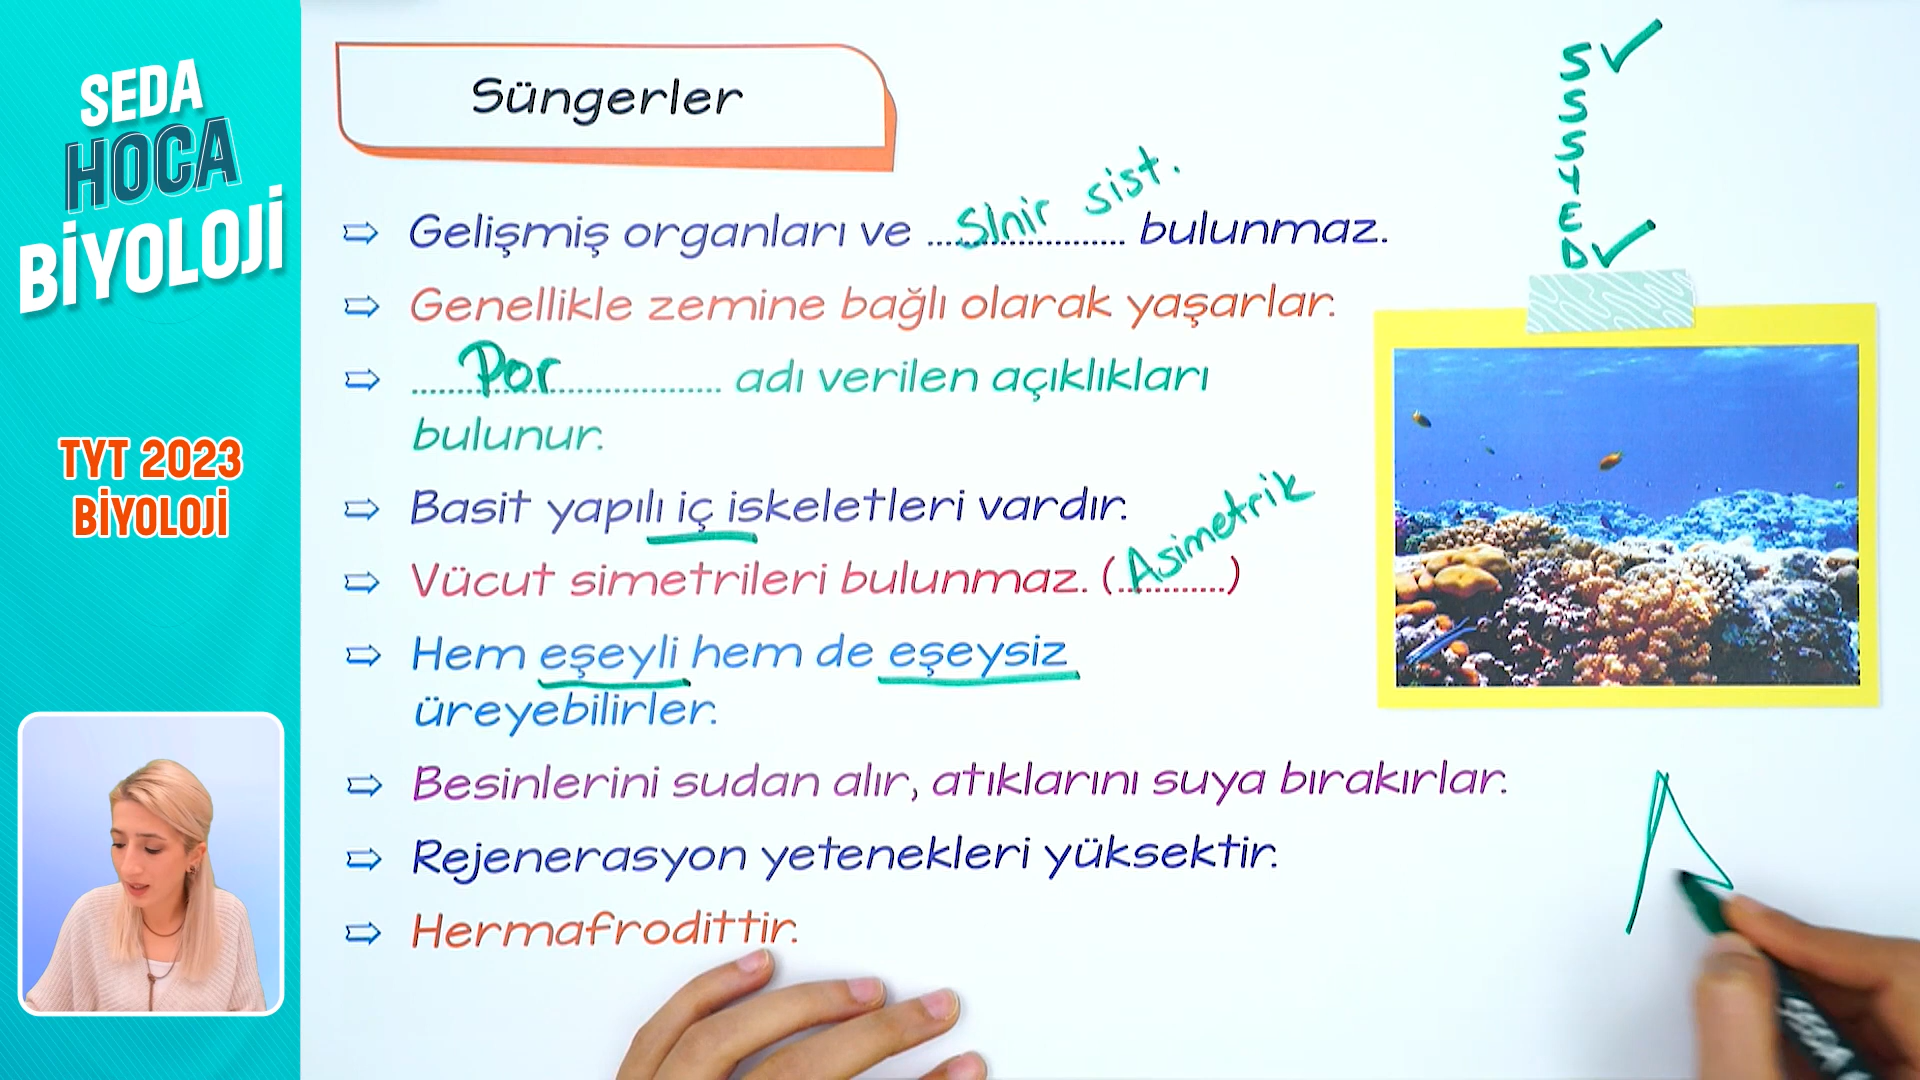 SEDA
HOCA
BİYOLOJİ
TYT 2023
BİYOLOJİ
Süngerler
Gelişmiş organları ve Sinir sist. bulunmaz.
Genellikle zemine bağlı olarak yaşarlar.
Por adı verilen açıklıkları
bulunur.
Basit yapılı iç iskeletleri vardır.
Vücut simetrileri bulunmaz. (Asimetrik)
Hem eşeyli hem de eşeysiz
üreyebilirler.
Besinlerini sudan alır, atıklarını suya bırakırlar.
Rejenerasyon yetenekleri yüksektir.
Hermafrodittir.
S ✓
S
S
Y
E
D ✓